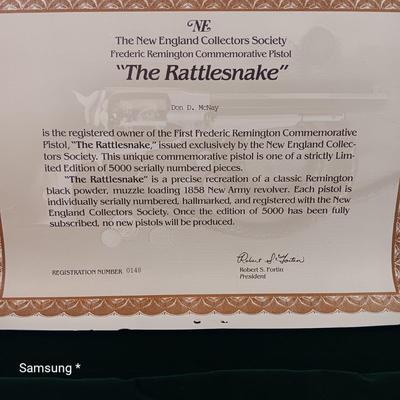 NE
The New England Collectors Society
Frederic Remington Commemorative Pistol
"The Rattlesnake"
Don D. McNay
is the registered owner of the First Frederic Remington Commemorative
Pistol, "The Rattlesnake," issued exclusively by the New England Collec-
tors Society. This unique commemorative pistol is one of a strictly Lim-
ited Edition of 5000 serially numbered pieces.
"The Rattlesnake" is a precise recreation of a classic Remington
black powder, muzzle loading 1858 New Army revolver. Each pistol is
individually serially numbered, hallmarked, and registered with the New
England Collectors Society. Once the edition of 5000 has been fully
subscribed, no new pistols will be produced.
Robert S. Fortin
REGISTRATION NUMBER 0148
Robert S. Fortin
President
Samsung *